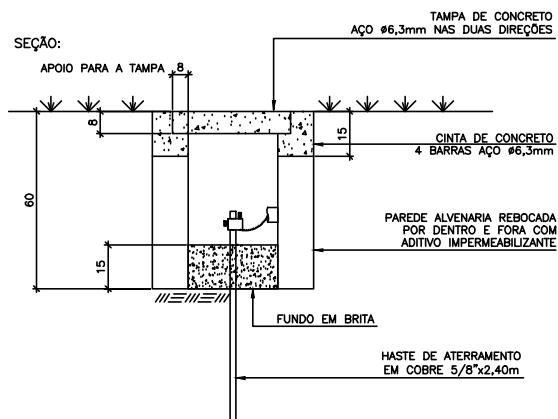 TAMPA DE CONCRETO
AÇO ø6,3mm NAS DUAS DIREÇÕES
SEÇÃO:
APOIO PARA A TAMPA
8
8
15
CINTA DE CONCRETO
4 BARRAS AÇO ø6,3mm
60
PAREDE ALVENARIA REBOCADA
POR DENTRO E FORA COM
ADITIVO IMPERMEABILIZANTE
15
FUNDO EM BRITA
HASTE DE ATERRAMENTO
EM COBRE 5/8"x2,40m